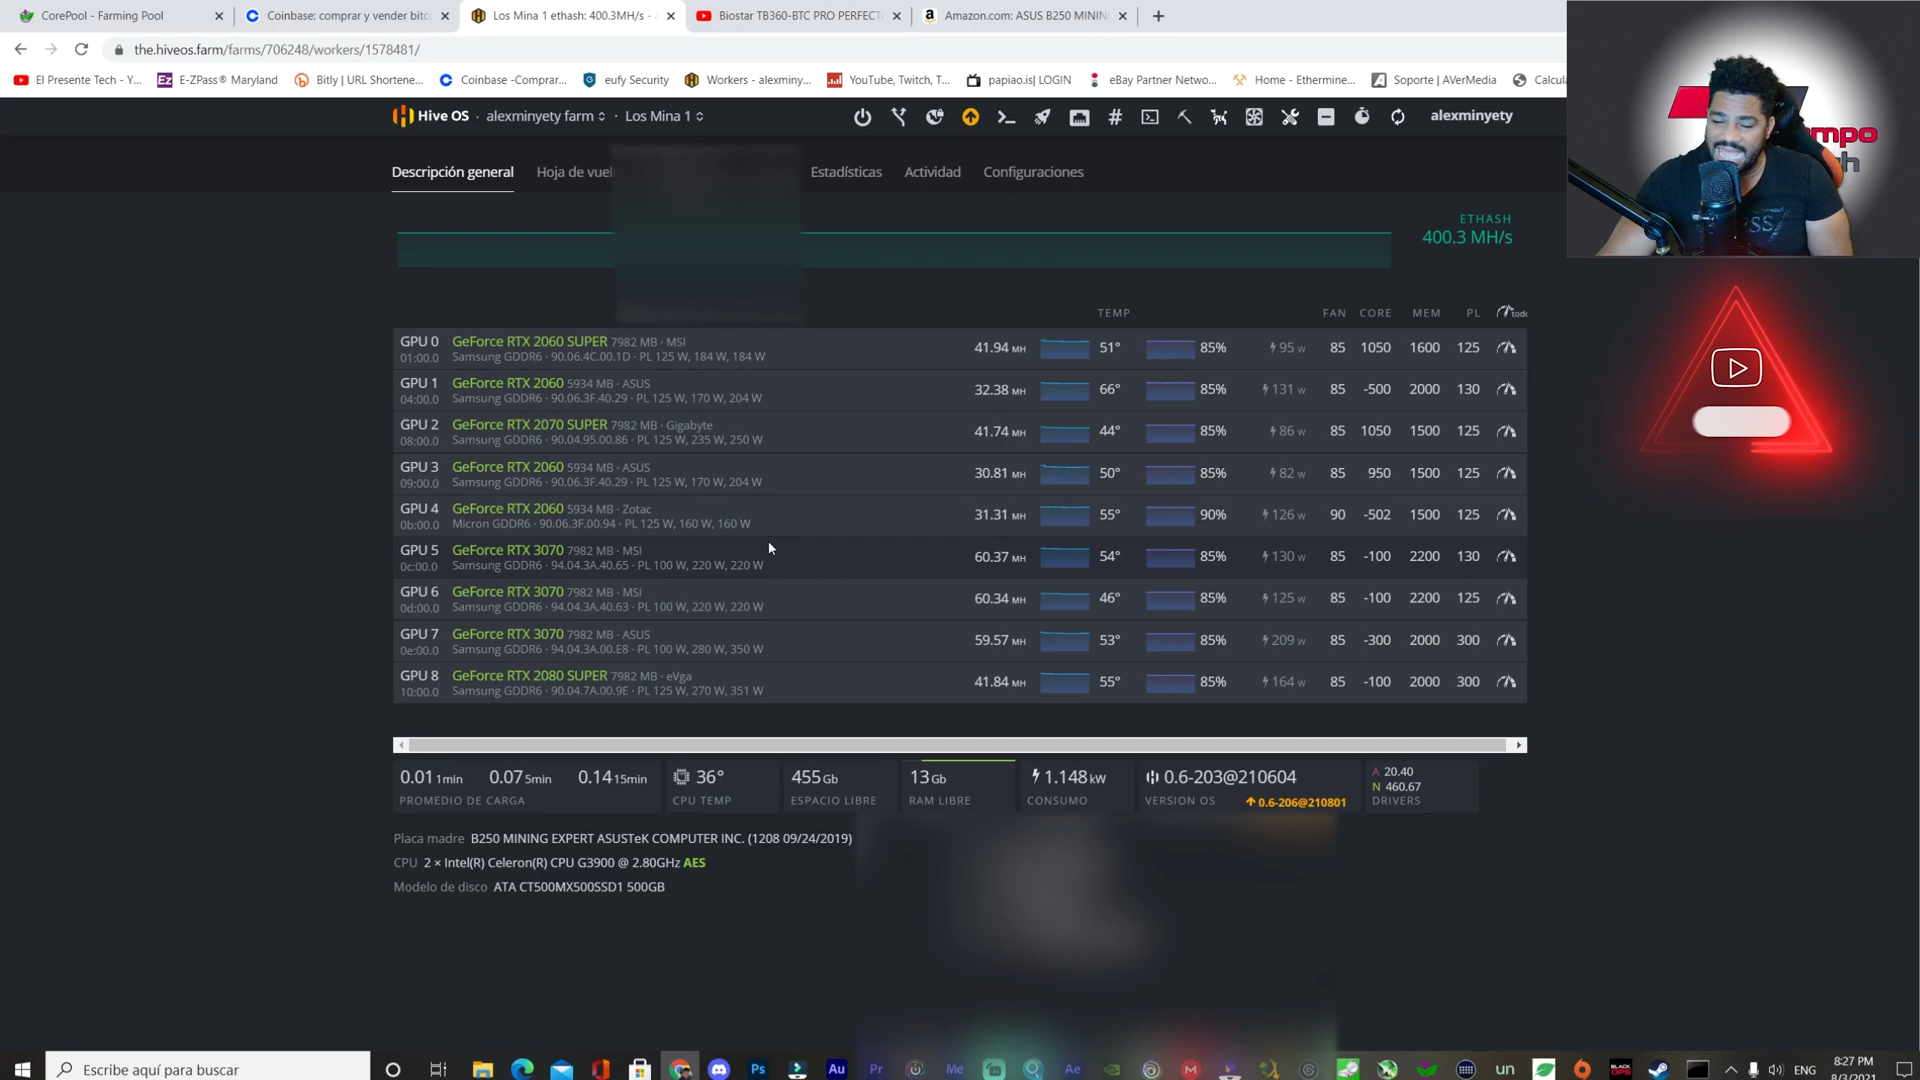 CorePool - Farming Pool
Coinbase: comprar y vender bitc
Los Mina 1 ethash: 400.3MH/s - a
Biostar TB360-BTC PRO PERFECT
Amazon.com: ASUS B250 MININ
the.hiveos.farm/farms/706248/workers/1578481/
El Presente Tech - Y...
E-ZPass® Maryland
Bitly | URL Shortene...
Coinbase -Comprar...
eufy Security
Workers - alexminy...
YouTube, Twitch, T...
papiao.is| LOGIN
eBay Partner Netwo...
Home - Ethermine...
Soporte | AVerMedia
Calcula
Hive OS · alexminyety farm · Los Mina 1
alexminyety
Descripción general Hoja de vue Estadísticas Actividad Configuraciones
ETHASH
400.3 MH/s
TEMP FAN CORE MEM PL todo
GPU 0 GeForce RTX 2060 SUPER 7982 MB · MSI 41.94 MH 51° 85% 95 W 85 1050 1600 125
01:00.0 Samsung GDDR6 · 90.06.4C.00.1D · PL 125 W, 184 W, 184 W
GPU 1 GeForce RTX 2060 5934 MB · ASUS 32.38 MH 66° 85% 131 W 85 -500 2000 130
04:00.0 Samsung GDDR6 · 90.06.3F.40.29 · PL 125 W, 170 W, 204 W
GPU 2 GeForce RTX 2070 SUPER 7982 MB · Gigabyte 41.74 MH 44° 85% 86 W 85 1050 1500 125
08:00.0 Samsung GDDR6 · 90.04.95.00.86 · PL 125 W, 235 W, 250 W
GPU 3 GeForce RTX 2060 5934 MB · ASUS 30.81 MH 50° 85% 82 W 85 950 1500 125
09:00.0 Samsung GDDR6 · 90.06.3F.40.29 · PL 125 W, 170 W, 204 W
GPU 4 GeForce RTX 2060 5934 MB · Zotac 31.31 MH 55° 90% 126 W 90 -502 1500 125
0b:00.0 Micron GDDR6 · 90.06.3F.00.94 · PL 125 W, 160 W, 160 W
GPU 5 GeForce RTX 3070 7982 MB · MSI 60.37 MH 54° 85% 130 W 85 -100 2200 130
0c:00.0 Samsung GDDR6 · 94.04.3A.40.65 · PL 100 W, 220 W, 220 W
GPU 6 GeForce RTX 3070 7982 MB · MSI 60.34 MH 46° 85% 125 W 85 -100 2200 125
0d:00.0 Samsung GDDR6 · 94.04.3A.40.63 · PL 100 W, 220 W, 220 W
GPU 7 GeForce RTX 3070 7982 MB · ASUS 59.57 MH 53° 85% 209 W 85 -300 2000 300
0e:00.0 Samsung GDDR6 · 94.04.3A.00.E8 · PL 100 W, 280 W, 350 W
GPU 8 GeForce RTX 2080 SUPER 7982 MB · eVga 41.84 MH 55° 85% 164 W 85 -100 2000 300
10:00.0 Samsung GDDR6 · 90.04.7A.00.9E · PL 125 W, 270 W, 351 W
0.01 1min 0.07 5min 0.14 15min 36° 455 Gb 13 Gb 1.148 kW 0.6-203@210604 A 20.40
N 460.67
PROMEDIO DE CARGA CPU TEMP ESPACIO LIBRE RAM LIBRE CONSUMO VERSION OS 0.6-206@210801 DRIVERS
Placa madre B250 MINING EXPERT ASUSTeK COMPUTER INC. (1208 09/24/2019)
CPU 2 × Intel(R) Celeron(R) CPU G3900 @ 2.80GHz AES
Modelo de disco ATA CT500MX500SSD1 500GB
Escribe aquí para buscar
Ps
Au
Pr
Me
Ae
un
ENG
8:27 PM
8/3/2021